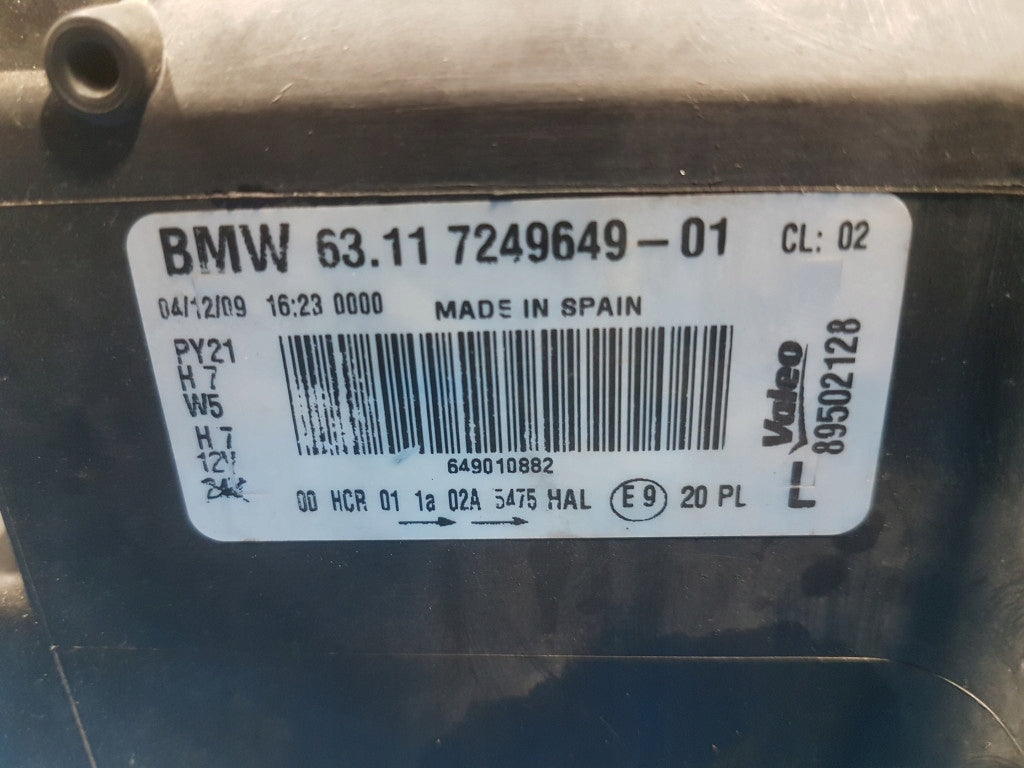 BMW 63.11 7249649-01 CL: 02
04/12/09 16:23 0000 MADE IN SPAIN
PY21
H 7
W5
H 7
12V
649010882
00 HCR 01 1a 02A 5475 HAL E9 20 PL
Valeo
89502128
L